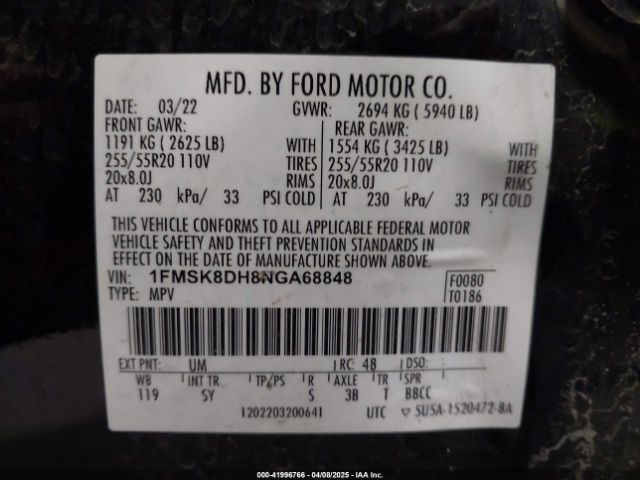 MFD. BY FORD MOTOR CO.
DATE: 03/22 GVWR: 2694 KG ( 5940 LB)
FRONT GAWR: REAR GAWR:
1191 KG ( 2625 LB) WITH 1554 KG ( 3425 LB) WITH
255/55R20 110V TIRES 255/55R20 110V TIRES
20x8.0J RIMS 20x8.0J RIMS
AT 230 kPa/ 33 PSI COLD AT 230 kPa/ 33 PSI COLD
THIS VEHICLE CONFORMS TO ALL APPLICABLE FEDERAL MOTOR
VEHICLE SAFETY AND THEFT PREVENTION STANDARDS IN
EFFECT ON THE DATE OF MANUFACTURE SHOWN ABOVE.
VIN: 1FMSK8DH8NGA68848 F0080
TYPE: MPV T0186
EXT PNT: UM RC: 48 DSO:
WB INT TR TP/PS R AXLE TR SPR
119 SY S 3B T BBCC
1202203200641 UTC ▽ 5U5A-1520472-8A
000-41996766 - 04/08/2025 - IAA, Inc.